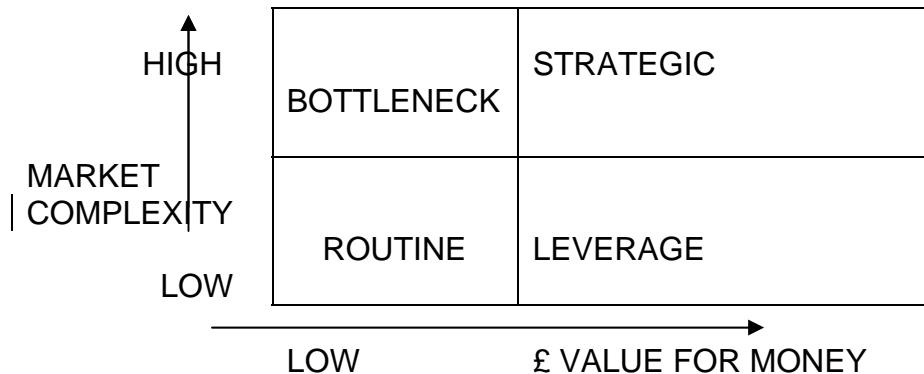 HIGH
STRATEGIC
BOTTLENECK
MARKET
COMPLEXITY
ROUTINE
LEVERAGE
LOW
LOW
£ VALUE FOR MONEY